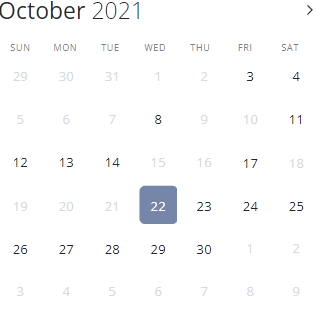 October 2021
SUN MON TUE WED THU FRI SAT
29 30 31 1 2 3 4
5 6 7 8 9 10 11
12 13 14 15 16 17 18
19 20 21 22 23 24 25
26 27 28 29 30 1 2
3 4 5 6 7 8 9